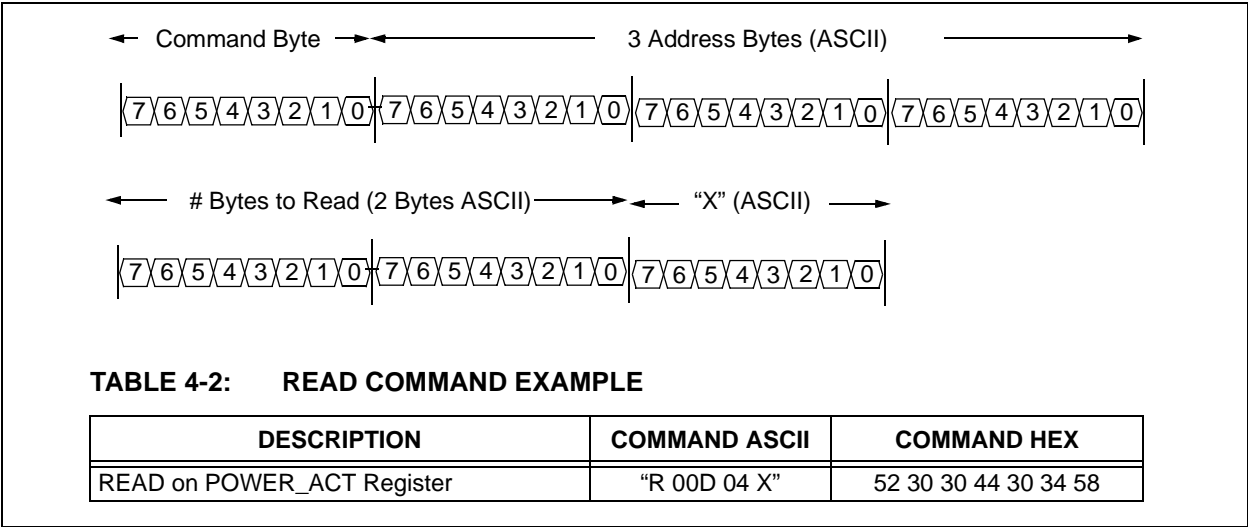 Command Byte 3 Address Bytes (ASCII)
7 6 5 4 3 2 1 0 7 6 5 4 3 2 1 0 7 6 5 4 3 2 1 0 7 6 5 4 3 2 1 0
# Bytes to Read (2 Bytes ASCII) “X” (ASCII)
7 6 5 4 3 2 1 0 7 6 5 4 3 2 1 0 7 6 5 4 3 2 1 0
TABLE 4-2: READ COMMAND EXAMPLE
DESCRIPTION COMMAND ASCII COMMAND HEX
READ on POWER_ACT Register “R 00D 04 X” 52 30 30 44 30 34 58